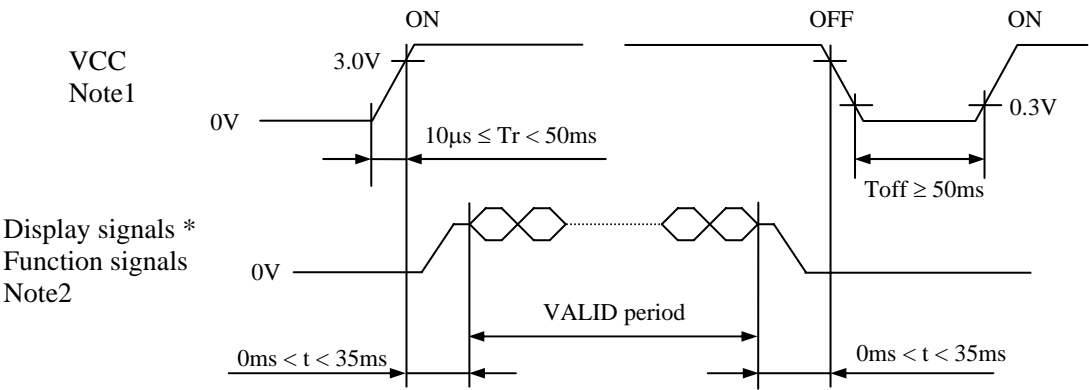 ON
OFF
ON
VCC
Note1
3.0V
0V
0.3V
10μs ≤ Tr < 50ms
Toff ≥ 50ms
Display signals *
Function signals
Note2
0V
VALID period
0ms < t < 35ms
0ms < t < 35ms